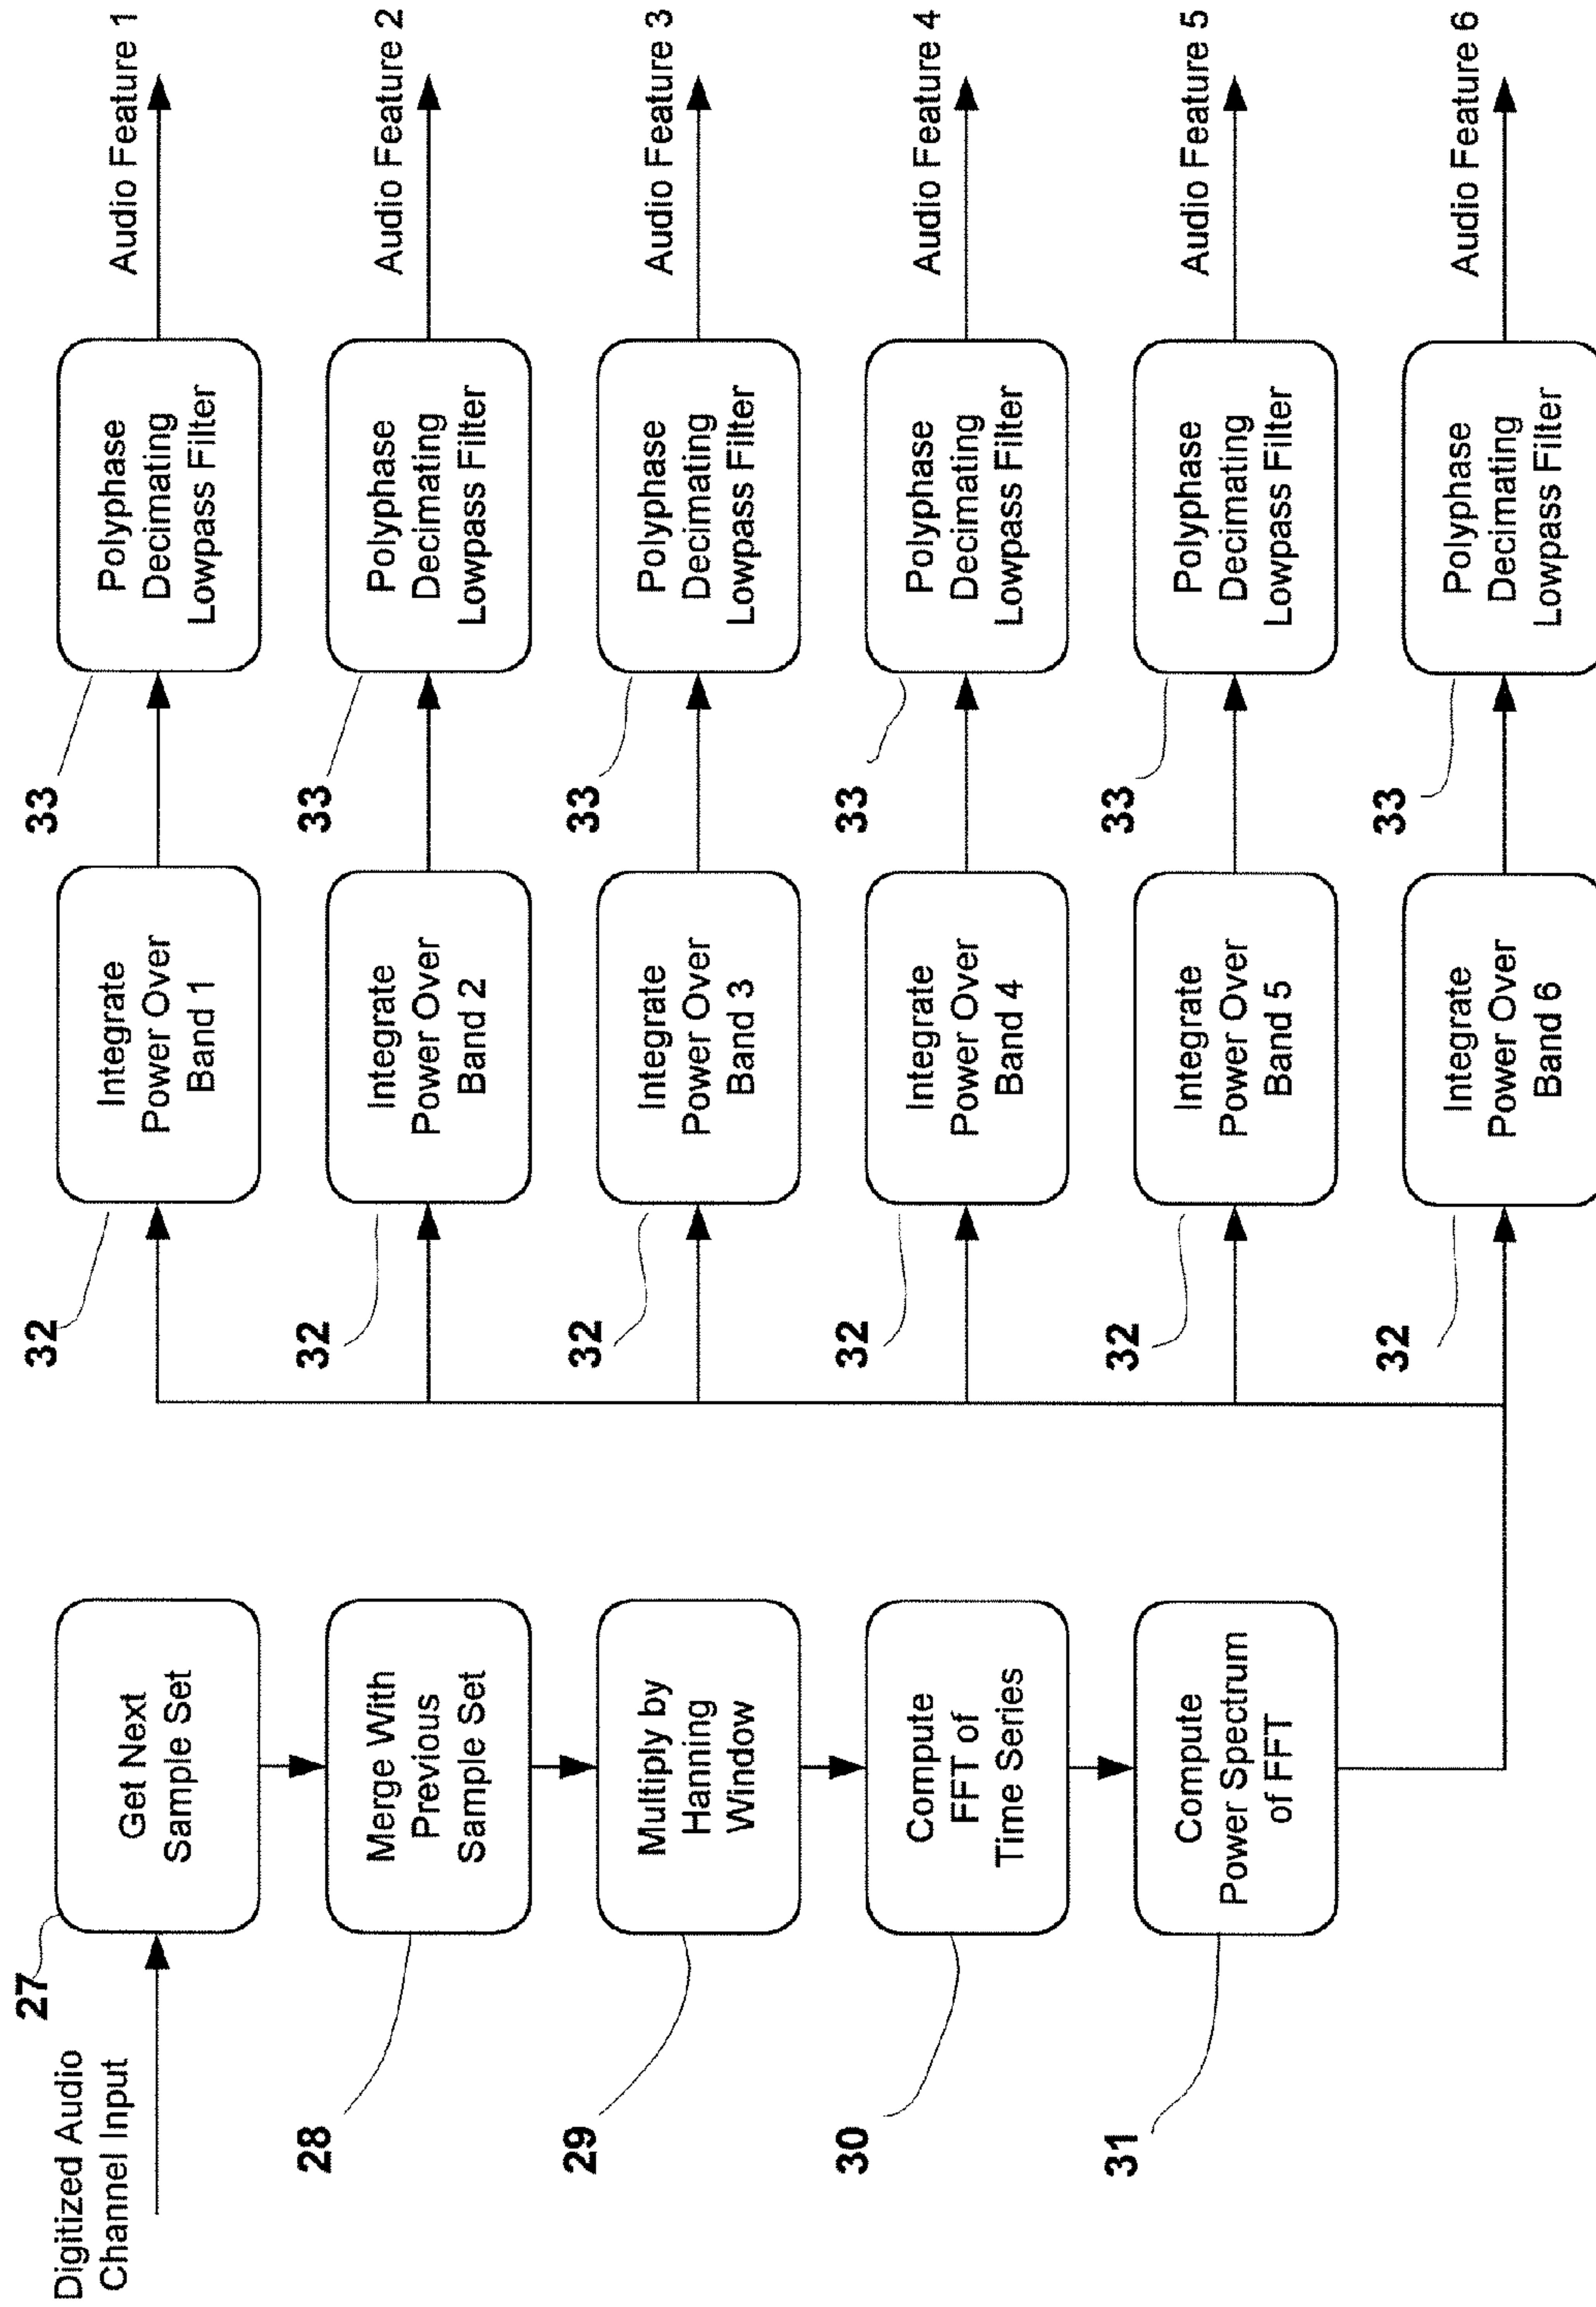 Digitized Audio
Channel Input
27
Get Next
Sample Set
28
Merge With
Previous
Sample Set
29
Multiply by
Hanning
Window
30
Compute
FFT of
Time Series
31
Compute
Power Spectrum
of FFT
32
Integrate
Power Over
Band 1
33
Polyphase
Decimating
Lowpass Filter
Audio Feature 1
32
Integrate
Power Over
Band 2
33
Polyphase
Decimating
Lowpass Filter
Audio Feature 2
32
Integrate
Power Over
Band 3
33
Polyphase
Decimating
Lowpass Filter
Audio Feature 3
32
Integrate
Power Over
Band 4
33
Polyphase
Decimating
Lowpass Filter
Audio Feature 4
32
Integrate
Power Over
Band 5
33
Polyphase
Decimating
Lowpass Filter
Audio Feature 5
32
Integrate
Power Over
Band 6
33
Polyphase
Decimating
Lowpass Filter
Audio Feature 6